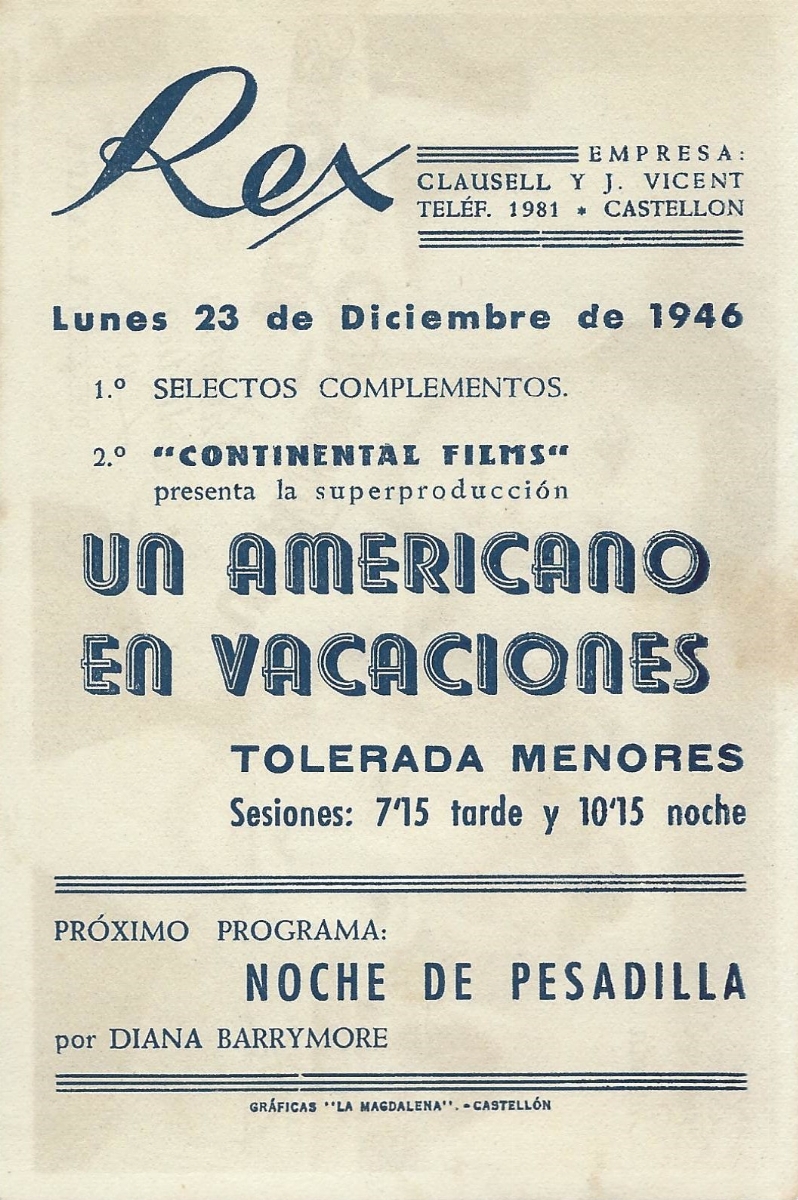 Rex
EMPRESA:
CLAUSELL Y J. VICENT
TELÉF. 1981 * CASTELLON
Lunes 23 de Diciembre de 1946
1.º SELECTOS COMPLEMENTOS.
2.º "CONTINENTAL FILMS"
presenta la superproducción
UN AMERICANO
EN VACACIONES
TOLERADA MENORES
Sesiones: 7'15 tarde y 10'15 noche
PRÓXIMO PROGRAMA:
NOCHE DE PESADILLA
por DIANA BARRYMORE
GRÁFICAS "LA MAGDALENA".-CASTELLÓN